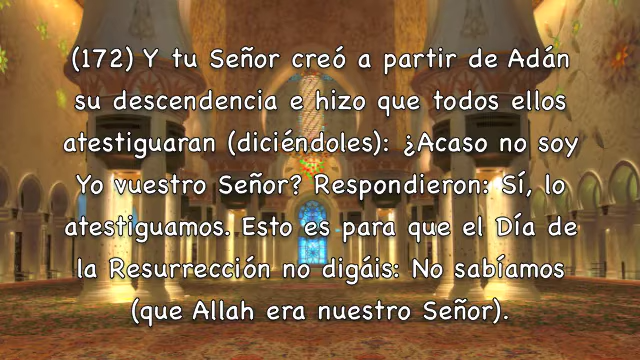 (172) Y tu Señor creó a partir de Adán
su descendencia e hizo que todos ellos
atestiguaran (diciéndoles): ¿Acaso no soy
Yo vuestro Señor? Respondieron: Sí, lo
atestiguamos. Esto es para que el Día de
la Resurrección no digáis: No sabíamos
(que Allah era nuestro Señor).